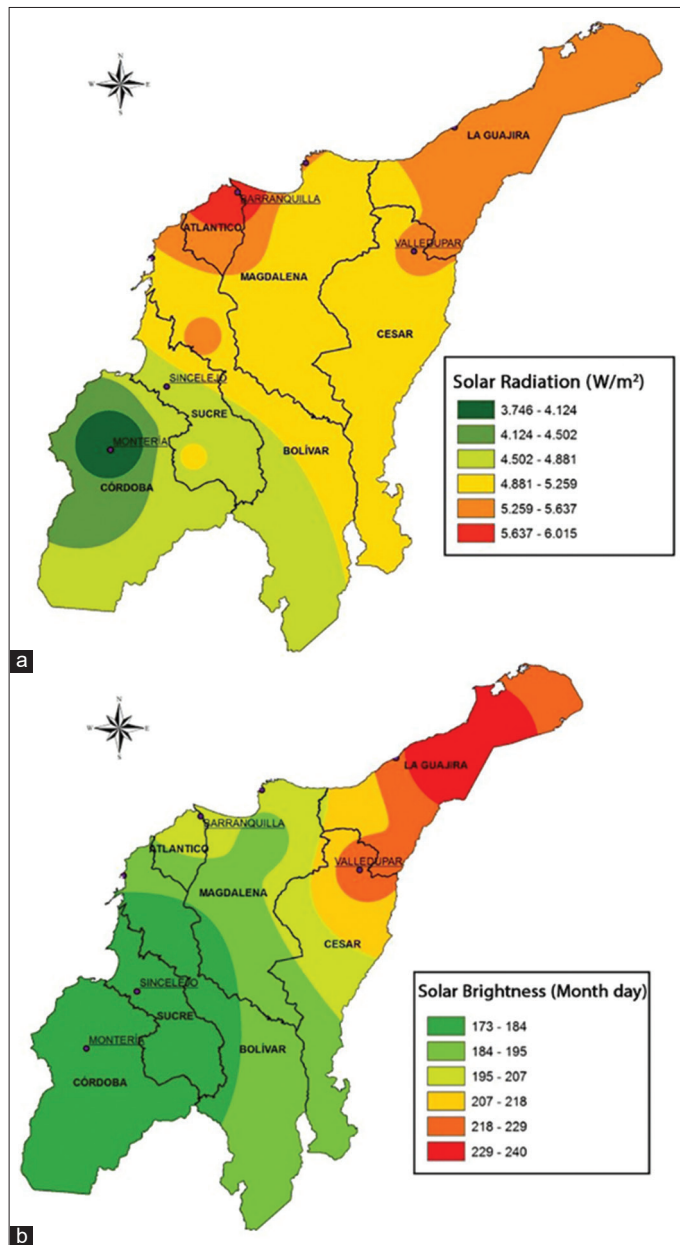 N
W E
S
LA GUAJIRA
BARRANQUILLA
ATLANTICO
VALLEDUPAR
MAGDALENA
CESAR
SINCELEJO
SUCRE
BOLÍVAR
MONTERÍA
CÓRDOBA
Solar Radiation (W/m²)
3.746 - 4.124
4.124 - 4.502
4.502 - 4.881
4.881 - 5.259
5.259 - 5.637
5.637 - 6.015
a
N
W E
S
LA GUAJIRA
BARRANQUILLA
ATLANTICO
VALLEDUPAR
MAGDALENA
CESAR
SINCELEJO
SUCRE
BOLÍVAR
MONTERÍA
CÓRDOBA
Solar Brightness (Month day)
173 - 184
184 - 195
195 - 207
207 - 218
218 - 229
229 - 240
b